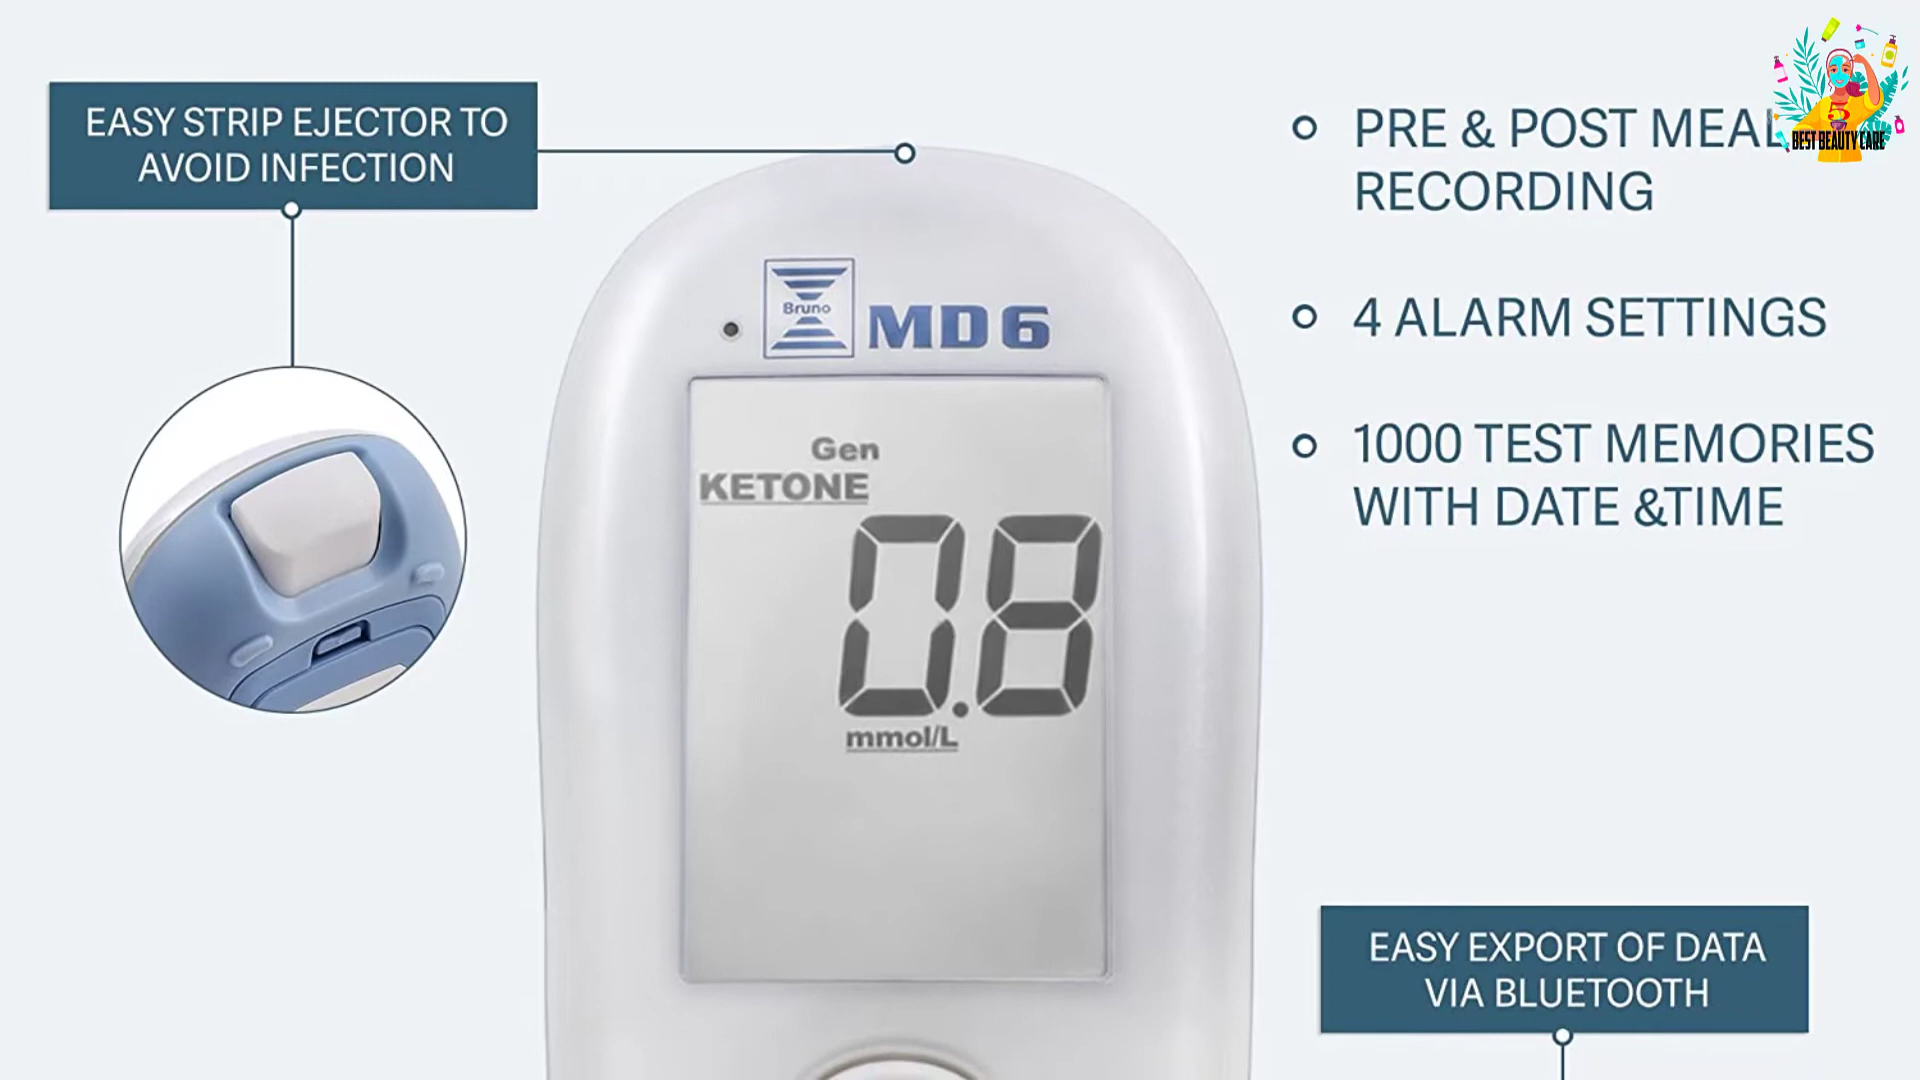 EASY STRIP EJECTOR TO
AVOID INFECTION
Bruno
MD6
Gen
KETONE
0.8
mmol/L
PRE & POST MEAL
RECORDING
4 ALARM SETTINGS
1000 TEST MEMORIES
WITH DATE &TIME
EASY EXPORT OF DATA
VIA BLUETOOTH
BEST BEAUTY CARE